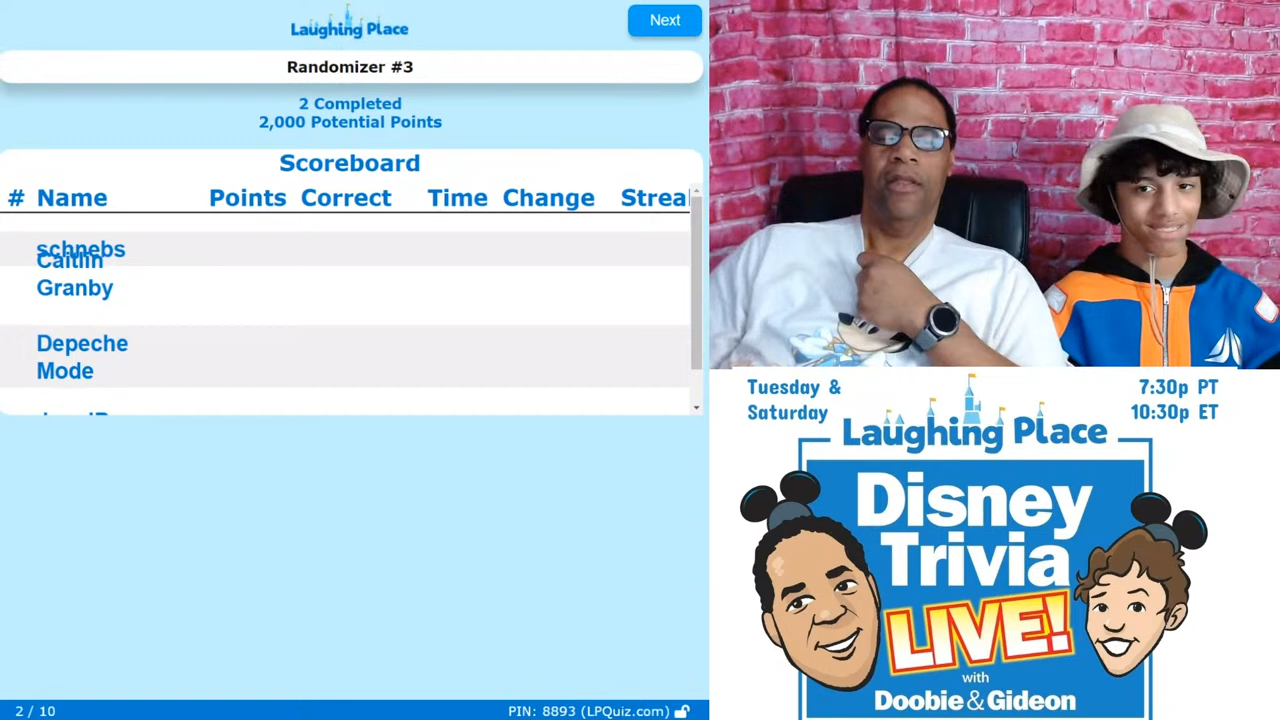 Laughing Place
Next
Randomizer #3
2 Completed
2,000 Potential Points
Scoreboard
# Name Points Correct Time Change Strea
schnebs
Caitlin
Granby
Depeche
Mode
2 / 10
PIN: 8893 (LPQuiz.com)
Tuesday &
Saturday
7:30p PT
10:30p ET
Laughing Place
Disney
Trivia
LIVE!
with
Doobie & Gideon